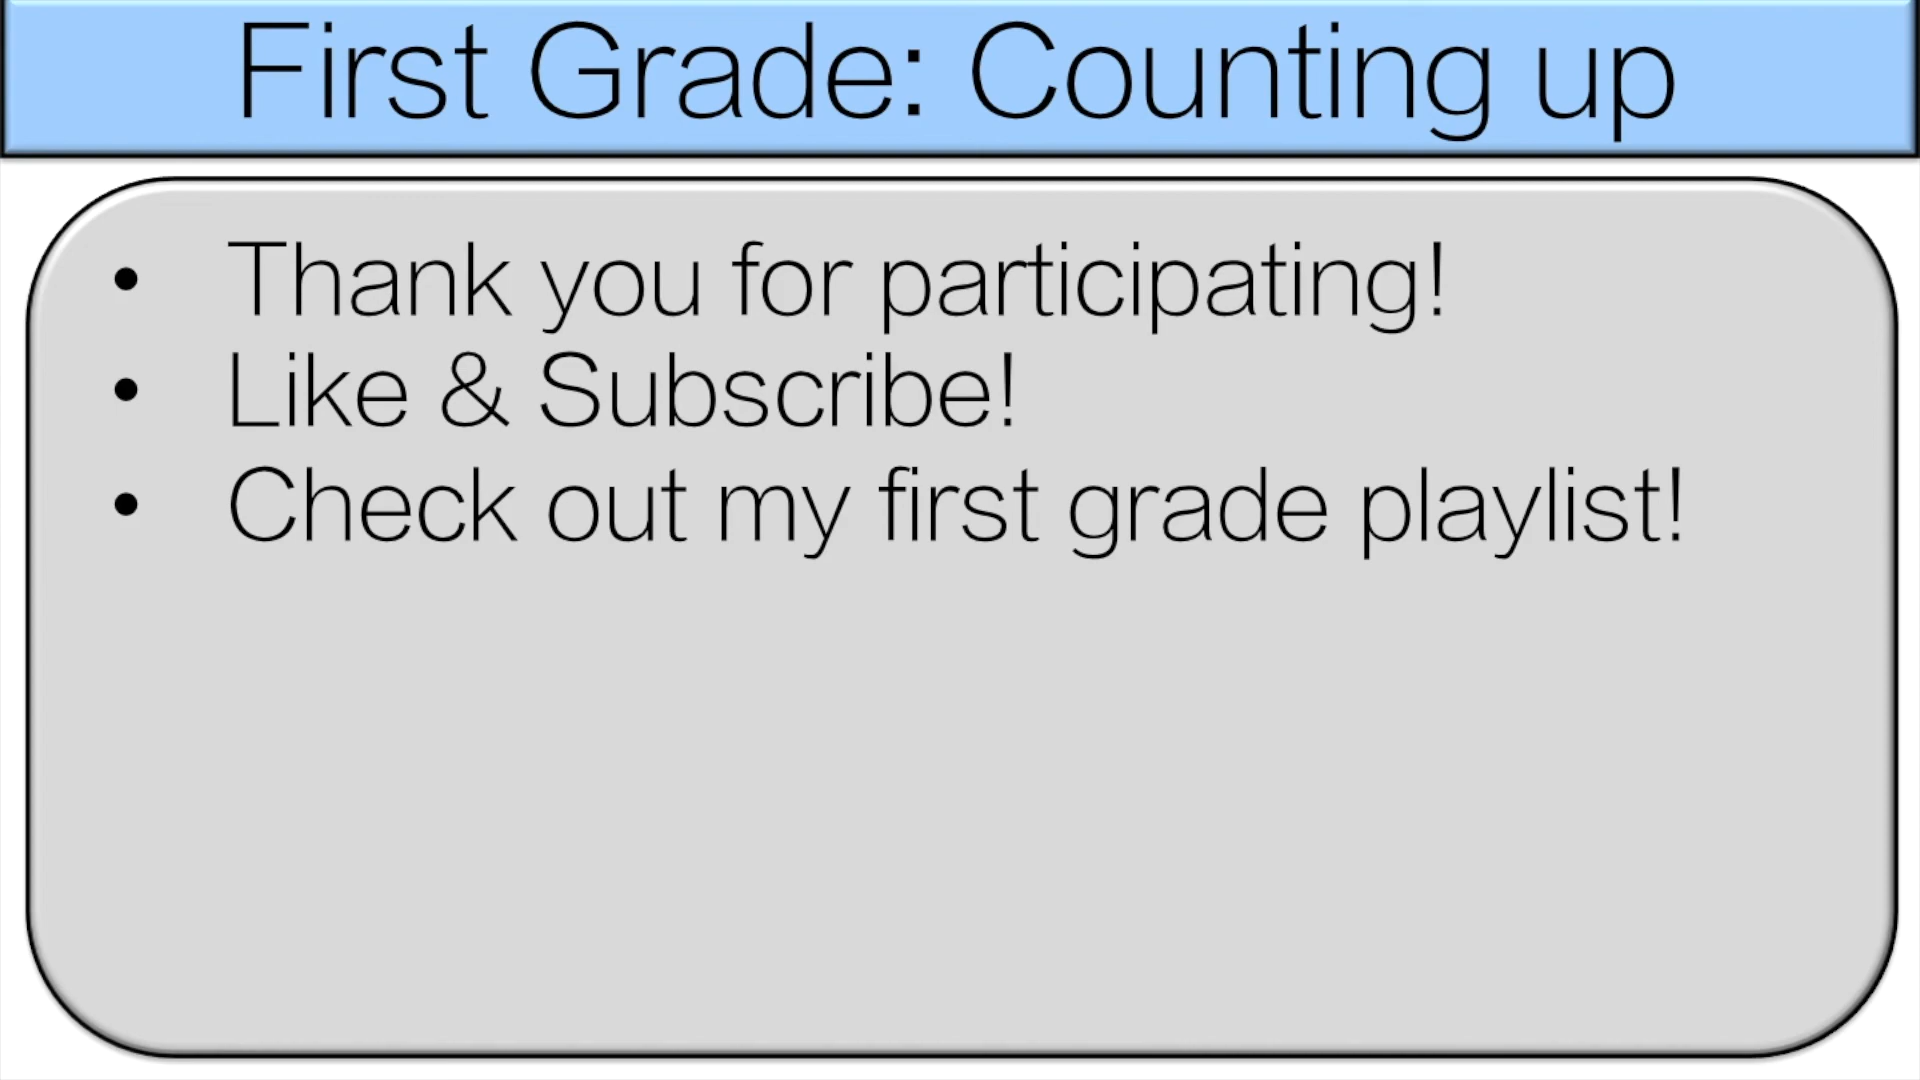 First Grade: Counting up
• Thank you for participating!
• Like & Subscribe!
• Check out my first grade playlist!